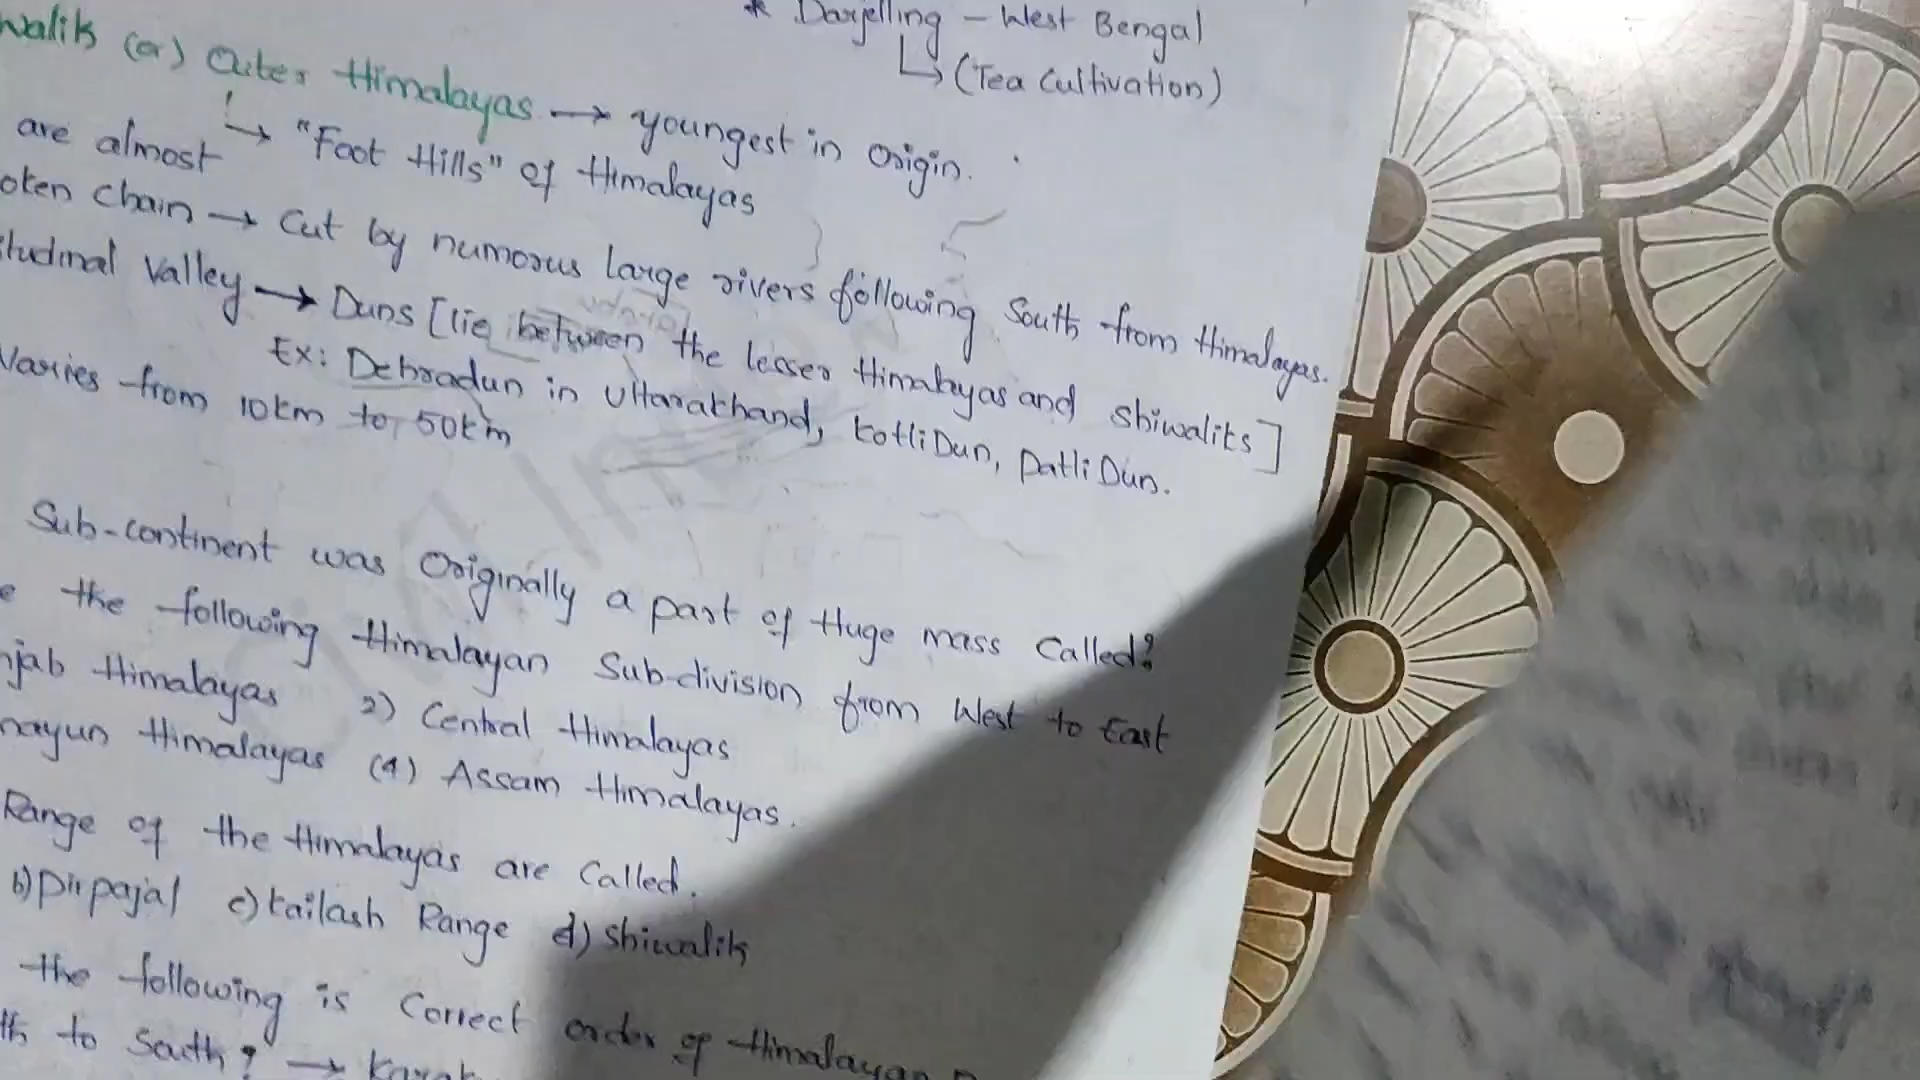 * Darjelling - West Bengal
↳ (Tea Cultivation)
walik (or) Outer Himalayas → youngest in Origin.
↳ "Foot Hills" of Himalayas
are almost
oken chain → Cut by numorus large rivers following South from Himalayas.
itudinal Valley → Duns [lie between the lesser Himalayas and shiwaliks]
Ex: Dehradun in Uttarakhand, Kotli Dun, Patli Dun.
Varies from 10km to 50km
Sub-continent was Originally a part of Huge mass Called?
e the following Himalayan Sub-division from West to East
njab Himalayas 2) Central Himalayas
mayun Himalayas (4) Assam Himalayas.
Range of the Himalayas are Called.
b) Pirpajal c) Kailash Range d) Shiwalik
the following is Correct order of Himalayan
th to South? →